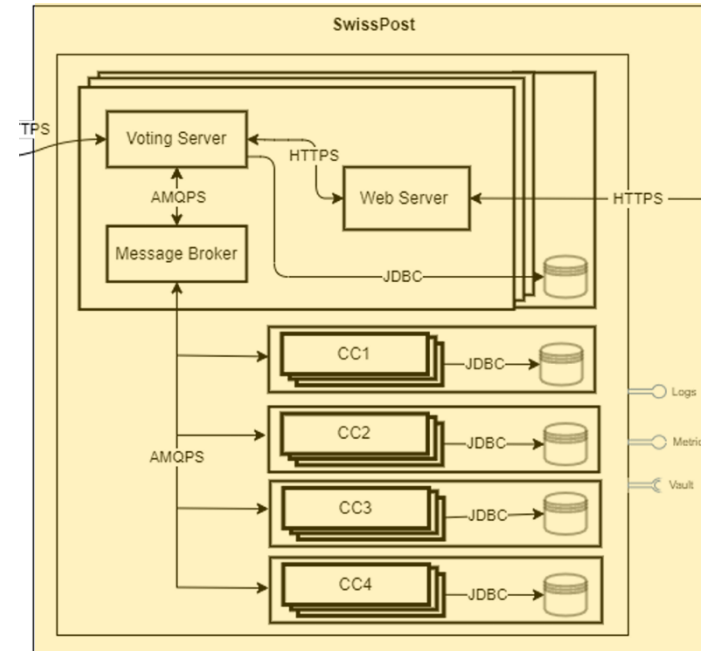 SwissPost
TPS
Voting Server
HTTPS
AMQPS
Web Server
HTTPS
Message Broker
JDBC
CC1
JDBC
Logs
CC2
JDBC
Metric
AMQPS
Vault
CC3
JDBC
CC4
JDBC